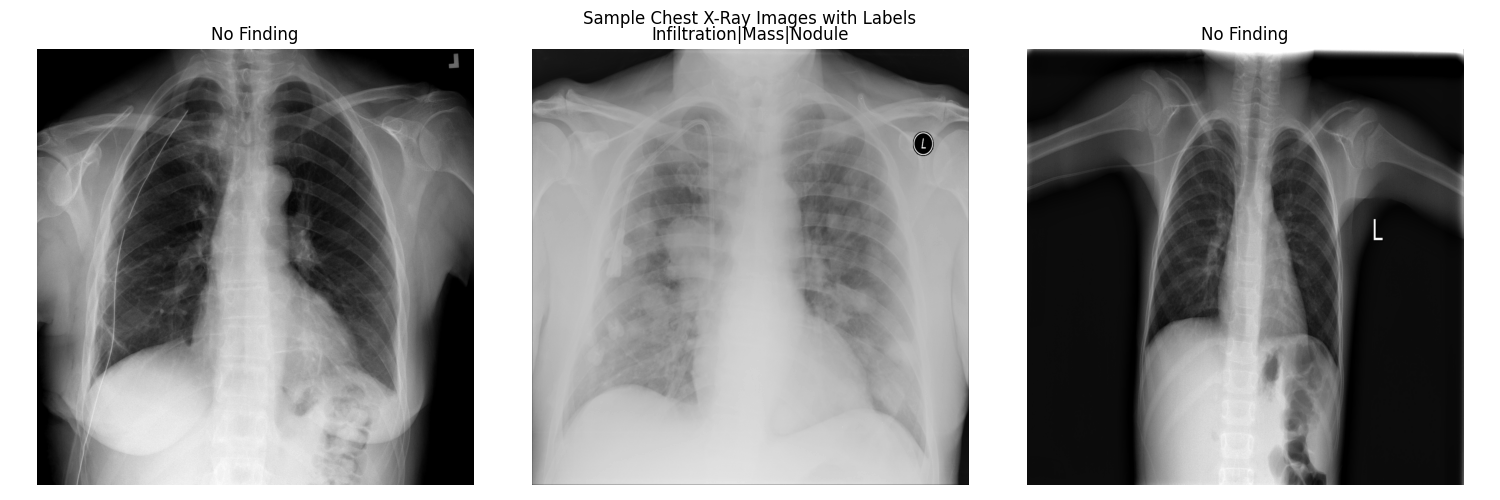 Sample Chest X-Ray Images with Labels
No Finding
Infiltration|Mass|Nodule
No Finding
L
L
L